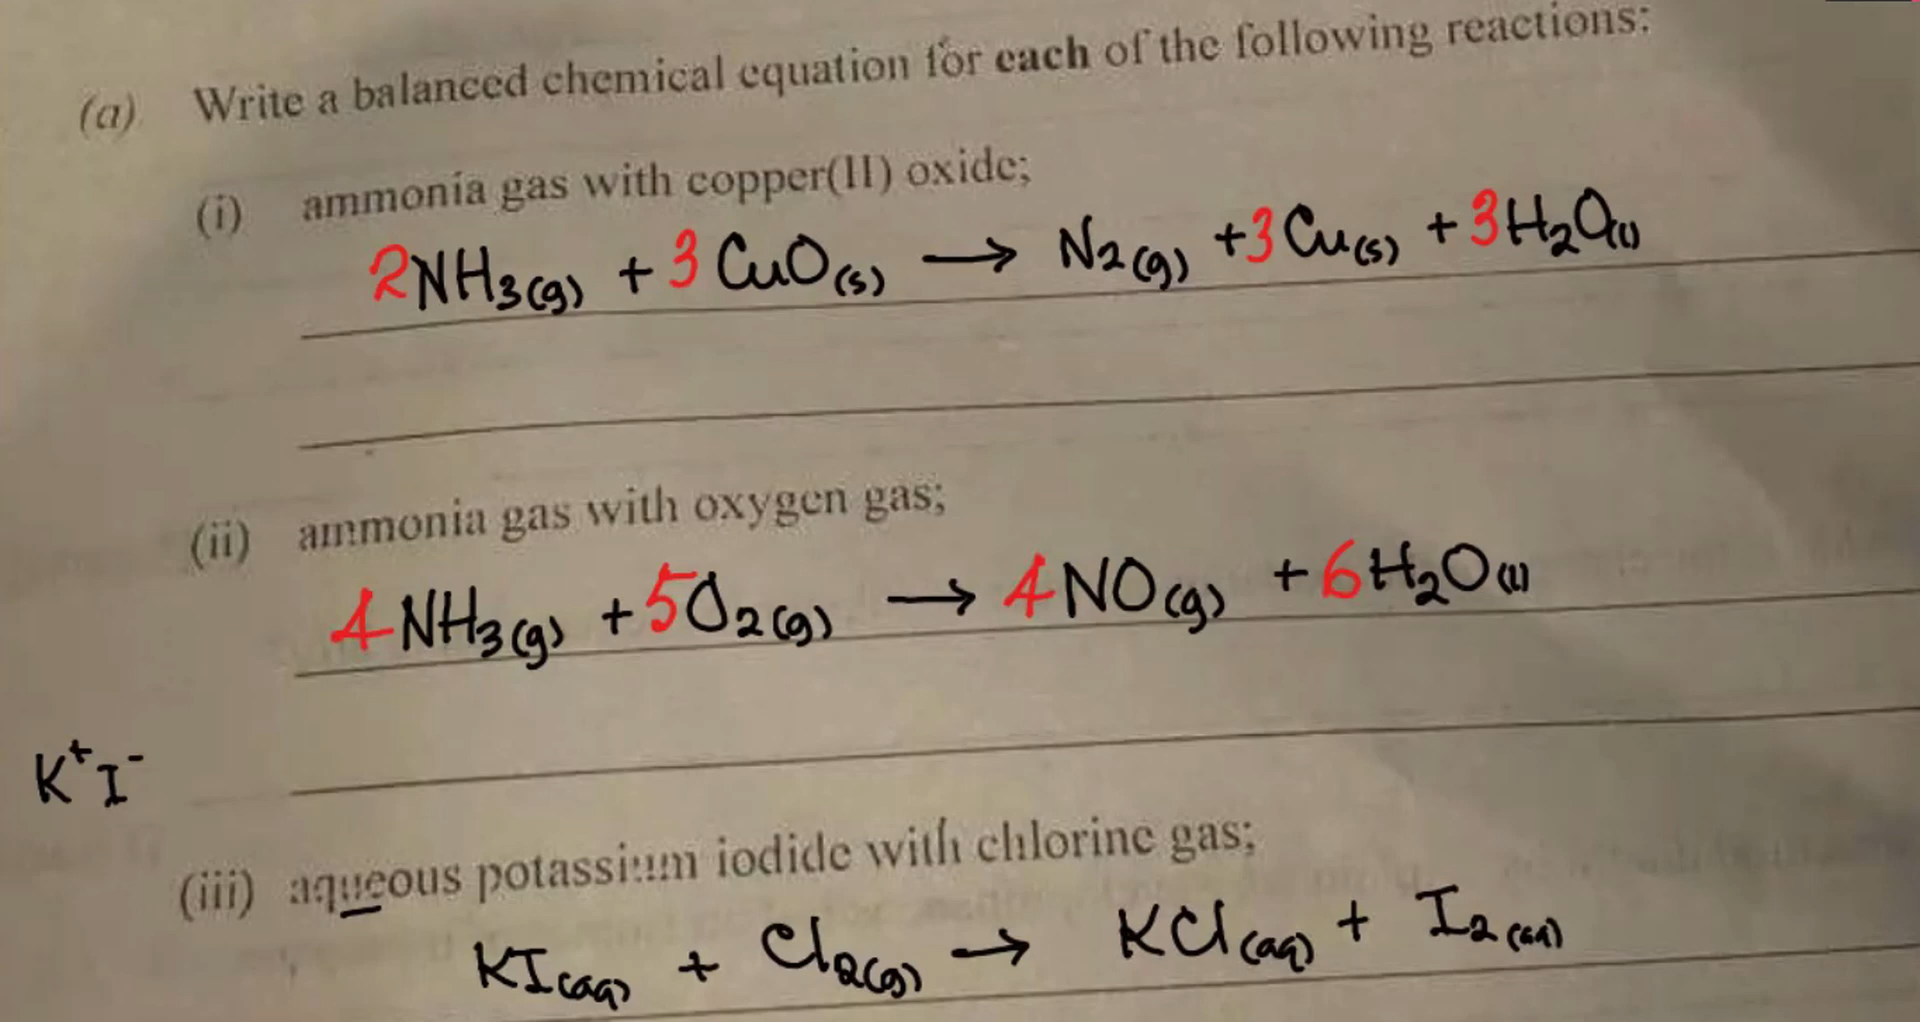 (a) Write a balanced chemical equation for each of the following reactions:
(i) ammonia gas with copper(II) oxide;
2NH3(g) + 3CuO(s) → N2(g) + 3Cu(s) + 3H2O(l)
(ii) ammonia gas with oxygen gas;
4NH3(g) + 5O2(g) → 4NO(g) + 6H2O(l)
K+I-
(iii) aqueous potassium iodide with chlorine gas;
KI(aq) + Cl2(g) → KCl(aq) + I2(aq)